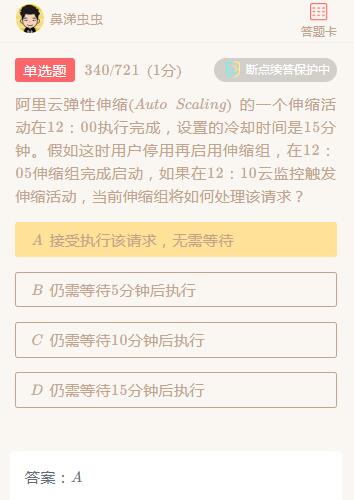 鼻涕虫虫
答题卡
单选题 340/721 (1分) 断点续答保护中
阿里云弹性伸缩(Auto Scaling) 的一个伸缩活
动在12：00执行完成，设置的冷却时间是15分
钟。假如这时用户停用再启用伸缩组，在12：
05伸缩组完成启动，如果在12：10云监控触发
伸缩活动，当前伸缩组将如何处理该请求？
A 接受执行该请求，无需等待
B 仍需等待5分钟后执行
C 仍需等待10分钟后执行
D 仍需等待15分钟后执行
答案：A